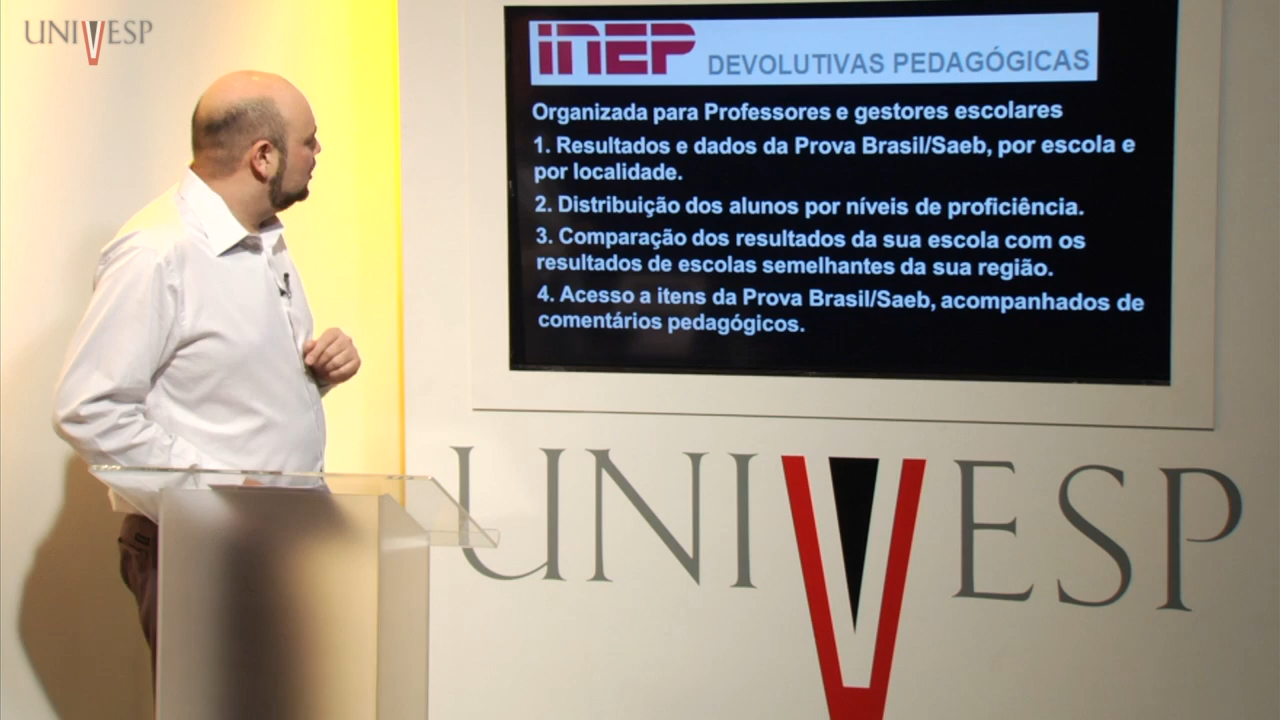 UNIVESP
INEP
DEVOLUTIVAS PEDAGÓGICAS
Organizada para Professores e gestores escolares
1. Resultados e dados da Prova Brasil/Saeb, por escola e
por localidade.
2. Distribuição dos alunos por níveis de proficiência.
3. Comparação dos resultados da sua escola com os
resultados de escolas semelhantes da sua região.
4. Acesso a itens da Prova Brasil/Saeb, acompanhados de
comentários pedagógicos.
UNIVESP